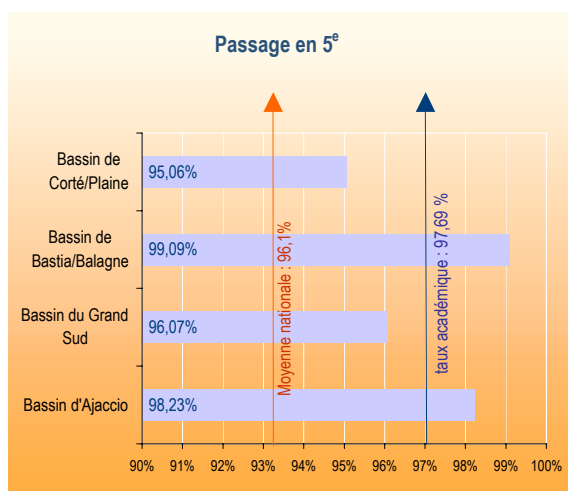 Passage en 5e
Bassin de
Corté/Plaine
95,06%
Bassin de
Bastia/Balagne
99,09%
Bassin du Grand
Sud
96,07%
Bassin d'Ajaccio
98,23%
Moyenne nationale : 96,1%
taux académique : 97,69 %
90% 91% 92% 93% 94% 95% 96% 97% 98% 99% 100%